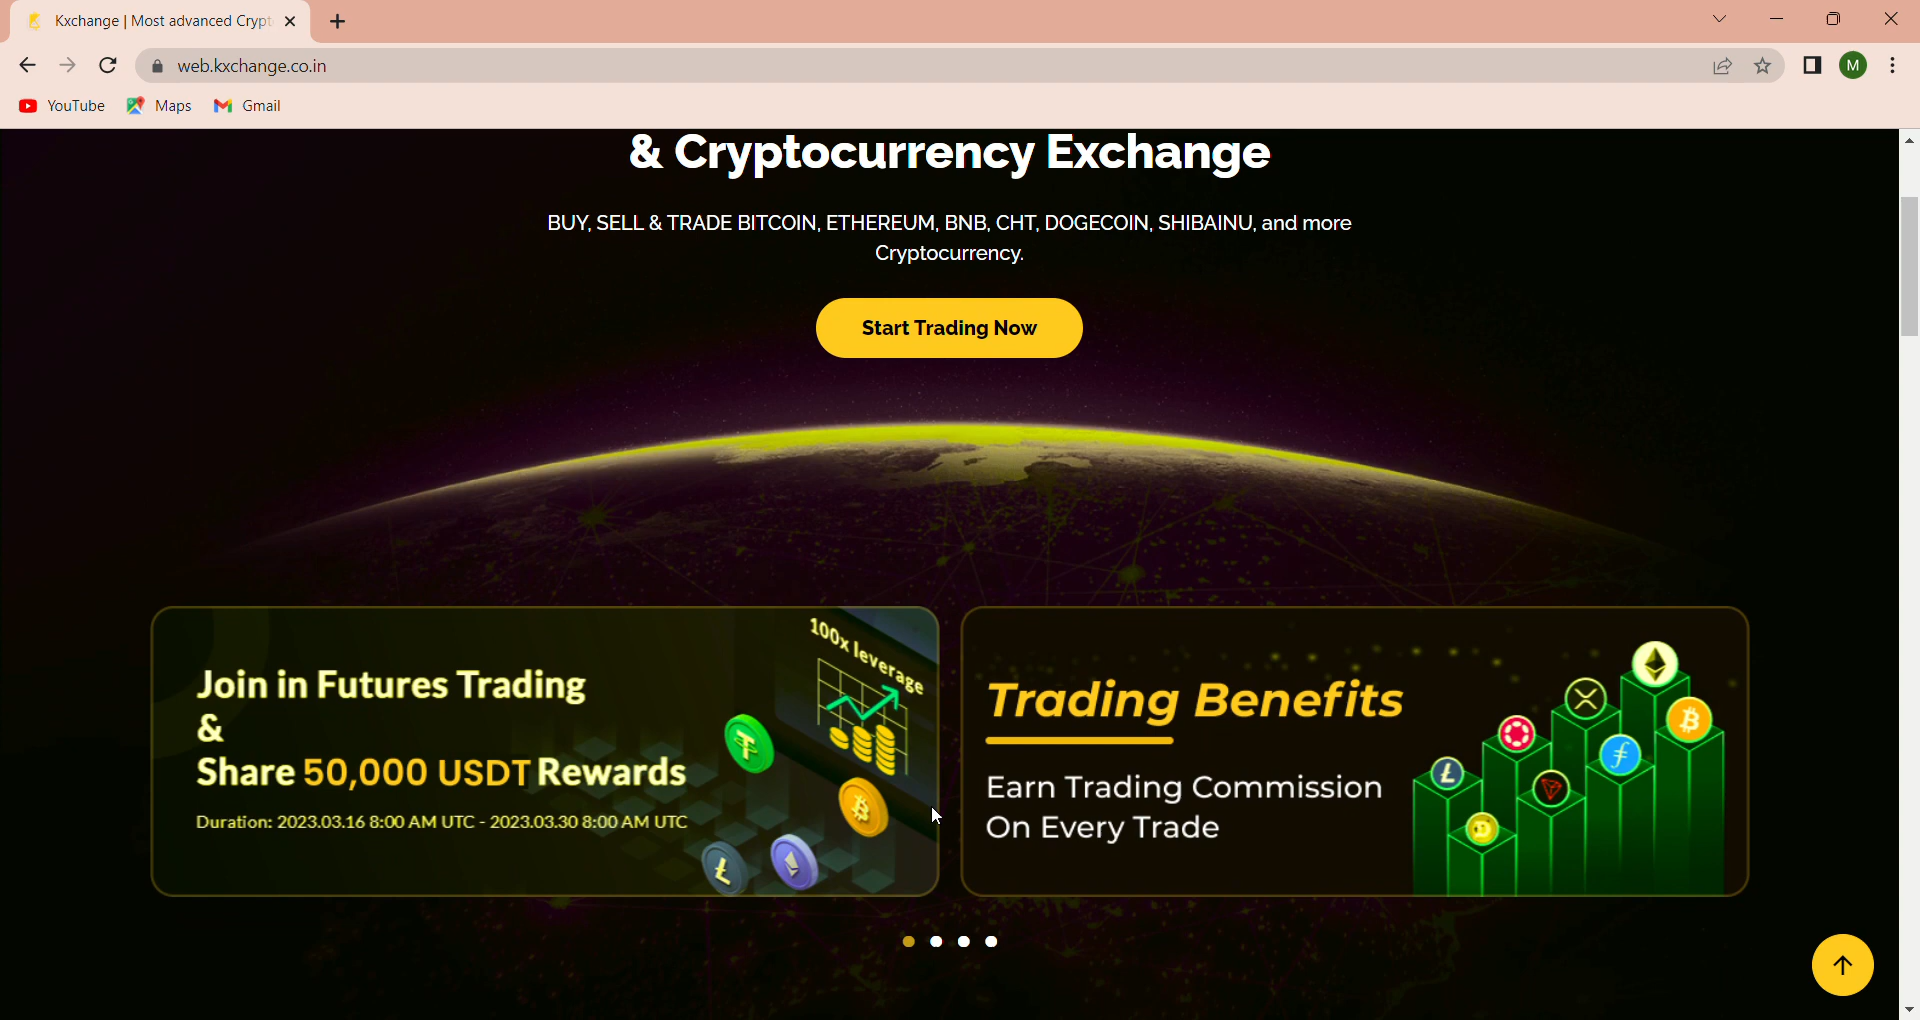 Kxchange | Most advanced Crypt
web.kxchange.co.in
M
YouTube
Maps
Gmail
& Cryptocurrency Exchange
BUY, SELL & TRADE BITCOIN, ETHEREUM, BNB, CHT, DOGECOIN, SHIBAINU, and more
Cryptocurrency.
Start Trading Now
100x leverage
Join in Futures Trading
&
Share 50,000 USDT Rewards
Duration: 2023.03.16 8:00 AM UTC - 2023.03.30 8:00 AM UTC
Trading Benefits
Earn Trading Commission
On Every Trade